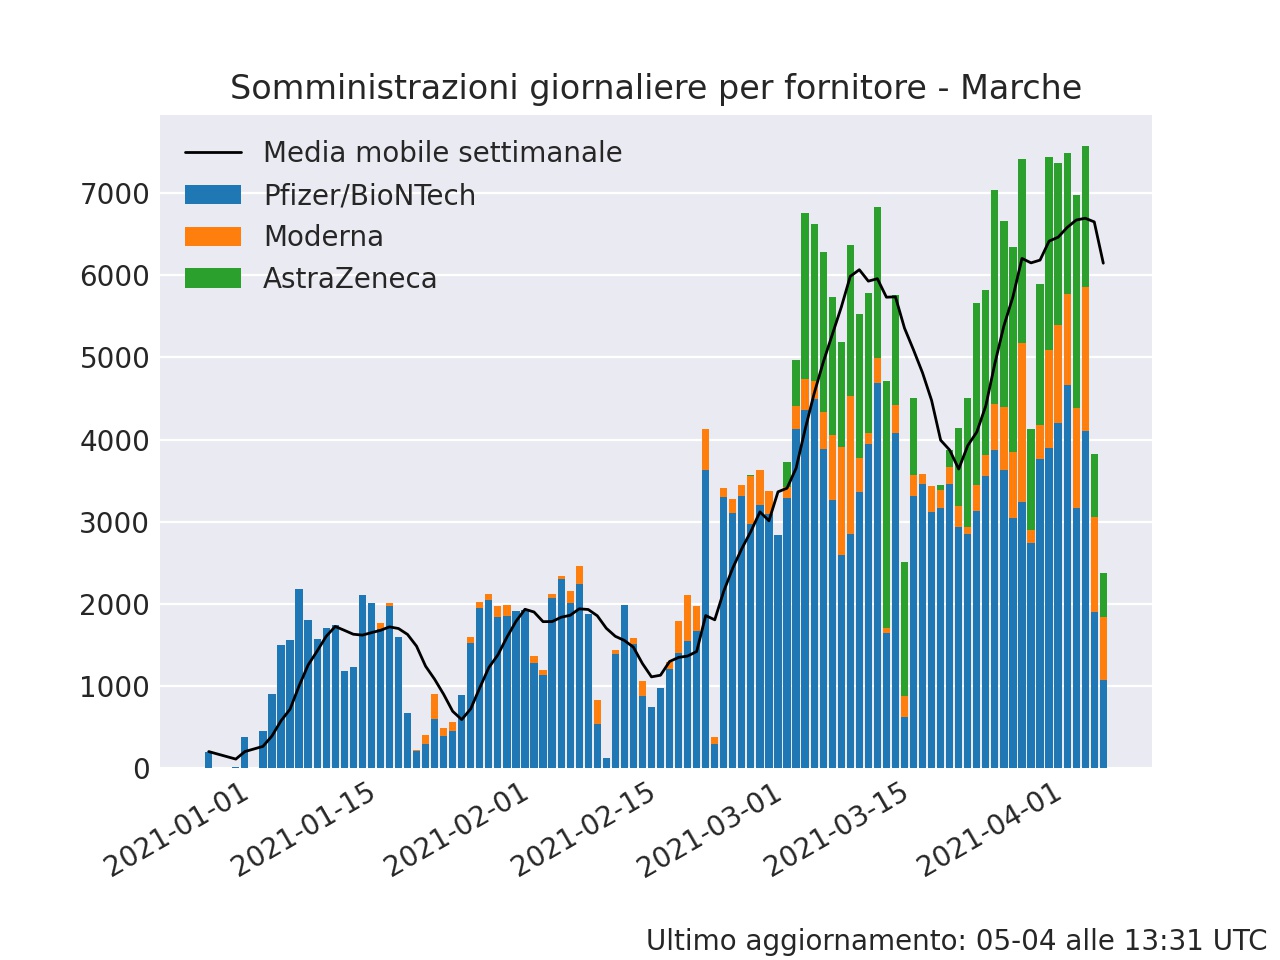 Somministrazioni giornaliere per fornitore - Marche
Media mobile settimanale
Pfizer/BioNTech
Moderna
AstraZeneca
7000
6000
5000
4000
3000
2000
1000
0
2021-01-01
2021-01-15
2021-02-01
2021-02-15
2021-03-01
2021-03-15
2021-04-01
Ultimo aggiornamento: 05-04 alle 13:31 UTC